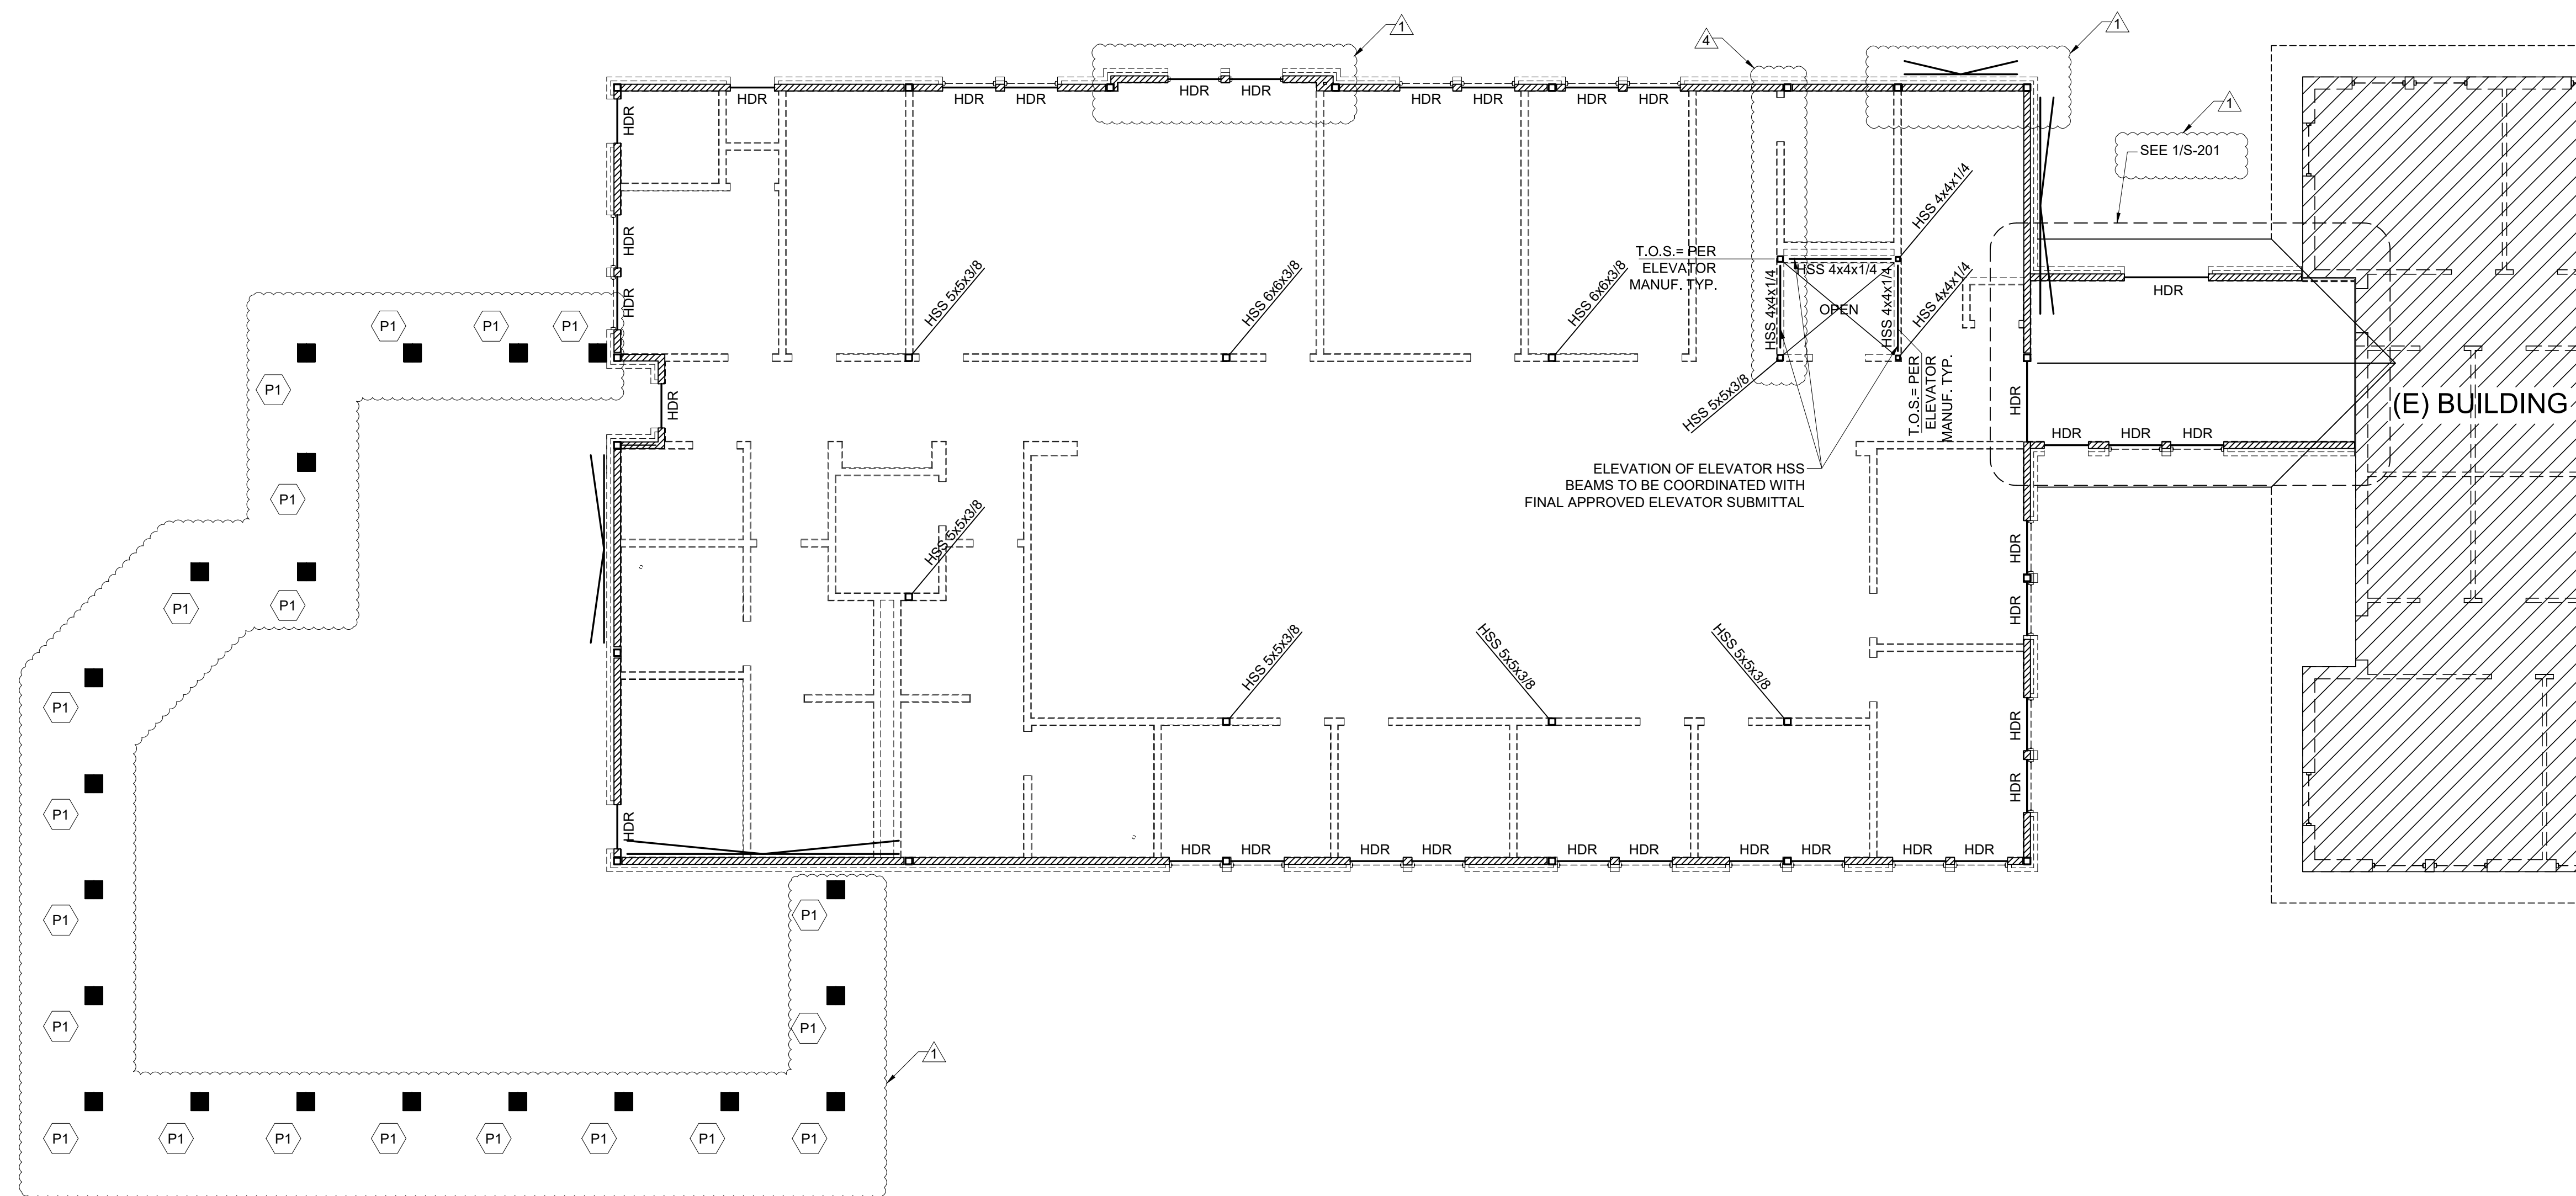 1
4
1
1
SEE 1/S-201
HDR
HDR
HDR
HDR
HDR
HDR
HDR
HDR
HDR
HDR
HDR
HDR
HSS 4x4x1/4
T.O.S.= PER
ELEVATOR
MANUF. TYP.
HSS 4x4x1/4
HSS 4x4x1/4
HSS 4x4x1/4
HSS 4x4x1/4
OPEN
HSS 5x5x3/8
HSS 6x6x3/8
HSS 6x6x3/8
HDR
P1
P1
P1
P1
HDR
HSS 5x5x3/8
T.O.S.= PER
ELEVATOR
MANUF. TYP.
HDR
(E) BUILDING
HDR
HDR
HDR
ELEVATION OF ELEVATOR HSS
BEAMS TO BE COORDINATED WITH
FINAL APPROVED ELEVATOR SUBMITTAL
P1
HSS 5x5x3/8
HDR
P1
P1
HDR
HSS 5x5x3/8
HSS 5x5x3/8
HSS 5x5x3/8
P1
HDR
HDR
P1
HDR
HDR
HDR
HDR
HDR
HDR
HDR
HDR
HDR
HDR
HDR
P1
P1
P1
P1
1
P1
P1
P1
P1
P1
P1
P1
P1